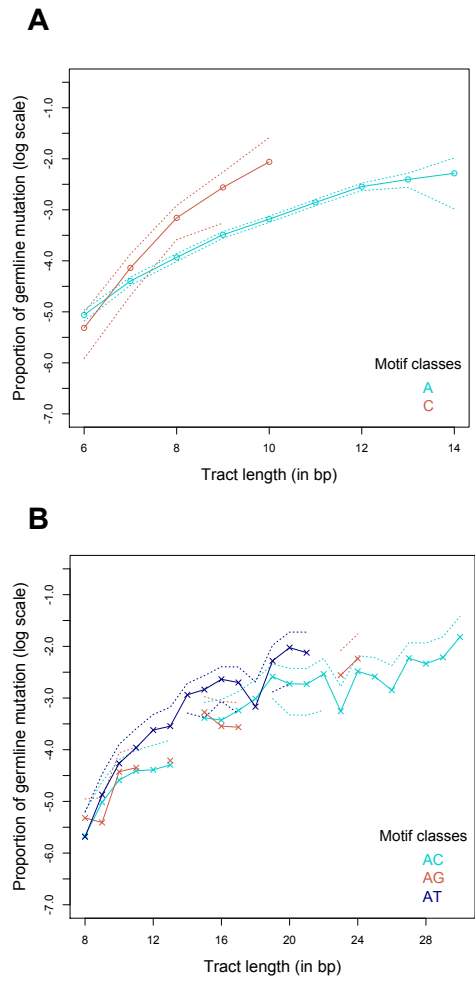 A
Proportion of germline mutation (log scale)
-1.0
-2.0
-3.0
-4.0
-5.0
-6.0
-7.0
Motif classes
A
C
6
8
10
12
14
Tract length (in bp)
B
Proportion of germline mutation (log scale)
-1.0
-2.0
-3.0
-4.0
-5.0
-6.0
-7.0
Motif classes
AC
AG
AT
8
12
16
20
24
28
Tract length (in bp)